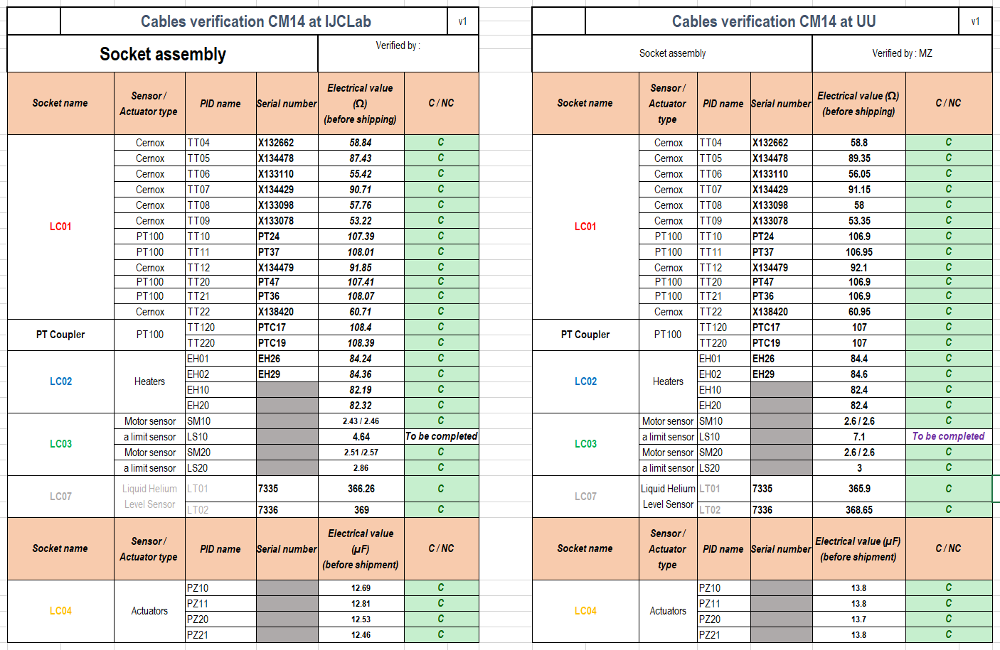 Cables verification CM14 at IJCLab v1
Socket assembly Verified by :
Socket name Sensor / Actuator type PID name Serial number Electrical value (Ω) (before shipping) C / NC
LC01
Cernox TT04 X132662 58.84 C
Cernox TT05 X134478 87.43 C
Cernox TT06 X133110 55.42 C
Cernox TT07 X134429 90.71 C
Cernox TT08 X133098 57.76 C
Cernox TT09 X133078 53.22 C
PT100 TT10 PT24 107.39 C
PT100 TT11 PT37 108.01 C
Cernox TT12 X134479 91.85 C
PT100 TT20 PT47 107.41 C
PT100 TT21 PT36 108.07 C
Cernox TT22 X138420 60.71 C
PT Coupler PT100
TT120 PTC17 108.4 C
TT220 PTC19 108.39 C
LC02 Heaters
EH01 EH26 84.24 C
EH02 EH29 84.36 C
EH10 82.19 C
EH20 82.32 C
LC03
Motor sensor SM10 2.43 / 2.46 C
a limit sensor LS10 4.64 To be completed
Motor sensor SM20 2.51 /2.57 C
a limit sensor LS20 2.86 C
LC07 Liquid Helium Level Sensor
LT01 7335 366.26 C
LT02 7336 369 C
Socket name Sensor / Actuator type PID name Serial number Electrical value (µF) (before shipment) C / NC
LC04 Actuators
PZ10 12.69 C
PZ11 12.81 C
PZ20 12.53 C
PZ21 12.46 C
Cables verification CM14 at UU v1
Socket assembly Verified by : MZ
Socket name Sensor / Actuator type PID name Serial number Electrical value (Ω) (before shipping) C / NC
LC01
Cernox TT04 X132662 58.8 C
Cernox TT05 X134478 89.35 C
Cernox TT06 X133110 56.05 C
Cernox TT07 X134429 91.15 C
Cernox TT08 X133098 58 C
Cernox TT09 X133078 53.35 C
PT100 TT10 PT24 106.9 C
PT100 TT11 PT37 106.95 C
Cernox TT12 X134479 92.1 C
PT100 TT20 PT47 106.9 C
PT100 TT21 PT36 106.9 C
Cernox TT22 X138420 60.95 C
PT Coupler PT100
TT120 PTC17 107 C
TT220 PTC19 107 C
LC02 Heaters
EH01 EH26 84.4 C
EH02 EH29 84.6 C
EH10 82.4 C
EH20 82.4 C
LC03
Motor sensor SM10 2.6 / 2.6 C
a limit sensor LS10 7.1 To be completed
Motor sensor SM20 2.6 / 2.6 C
a limit sensor LS20 3 C
LC07 Liquid Helium Level Sensor
LT01 7335 365.9 C
LT02 7336 368.65 C
Socket name Sensor / Actuator type PID name Serial number Electrical value (µF) (before shipment) C / NC
LC04 Actuators
PZ10 13.8 C
PZ11 13.8 C
PZ20 13.7 C
PZ21 13.8 C